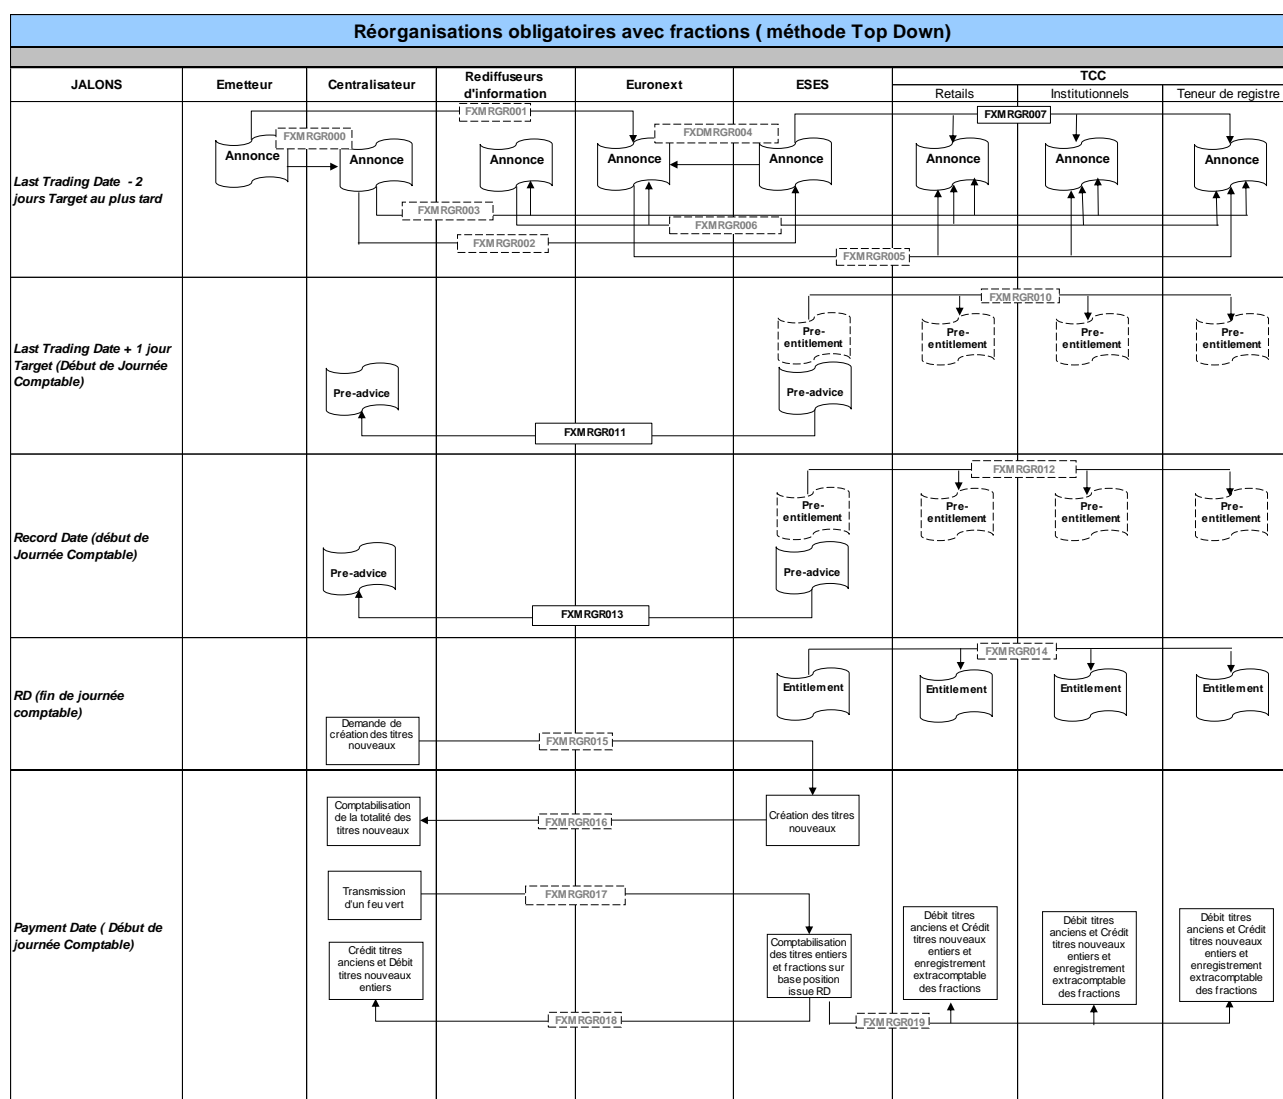 Réorganisations obligatoires avec fractions ( méthode Top Down)
JALONS
Emetteur
Centralisateur
Rediffuseurs
d'information
Euronext
ESES
TCC
Retails
Institutionnels
Teneur de registre
Last Trading Date - 2
jours Target au plus tard
FXMRGR001
FXMRGR000
FXDMRGR004
FXMRGR007
Annonce
Annonce
Annonce
Annonce
Annonce
Annonce
Annonce
Annonce
FXMRGR003
FXMRGR006
FXMRGR002
FXMRGR005
Last Trading Date + 1 jour
Target (Début de Journée
Comptable)
FXMRGR010
Pre-
entitlement
Pre-
entitlement
Pre-
entitlement
Pre-
entitlement
Pre-advice
Pre-advice
FXMRGR011
Record Date (début de
Journée Comptable)
FXMRGR012
Pre-
entitlement
Pre-
entitlement
Pre-
entitlement
Pre-
entitlement
Pre-advice
Pre-advice
FXMRGR013
RD (fin de journée
comptable)
FXMRGR014
Entitlement
Entitlement
Entitlement
Entitlement
Demande de
création des titres
nouveaux
FXMRGR015
Payment Date ( Début de
journée Comptable)
Comptabilisation
de la totalité des
titres nouveaux
FXMRGR016
Création des titres
nouveaux
Transmission
d'un feu vert
FXMRGR017
Crédit titres
anciens et Débit
titres nouveaux
entiers
Comptabilisation
des titres entiers
et fractions sur
base position
issue RD
Débit titres
anciens et Crédit
titres nouveaux
entiers et
enregistrement
extracomptable
des fractions
Débit titres
anciens et Crédit
titres nouveaux
entiers et
enregistrement
extracomptable
des fractions
Débit titres
anciens et Crédit
titres nouveaux
entiers et
enregistrement
extracomptable
des fractions
FXMRGR018
FXMRGR019